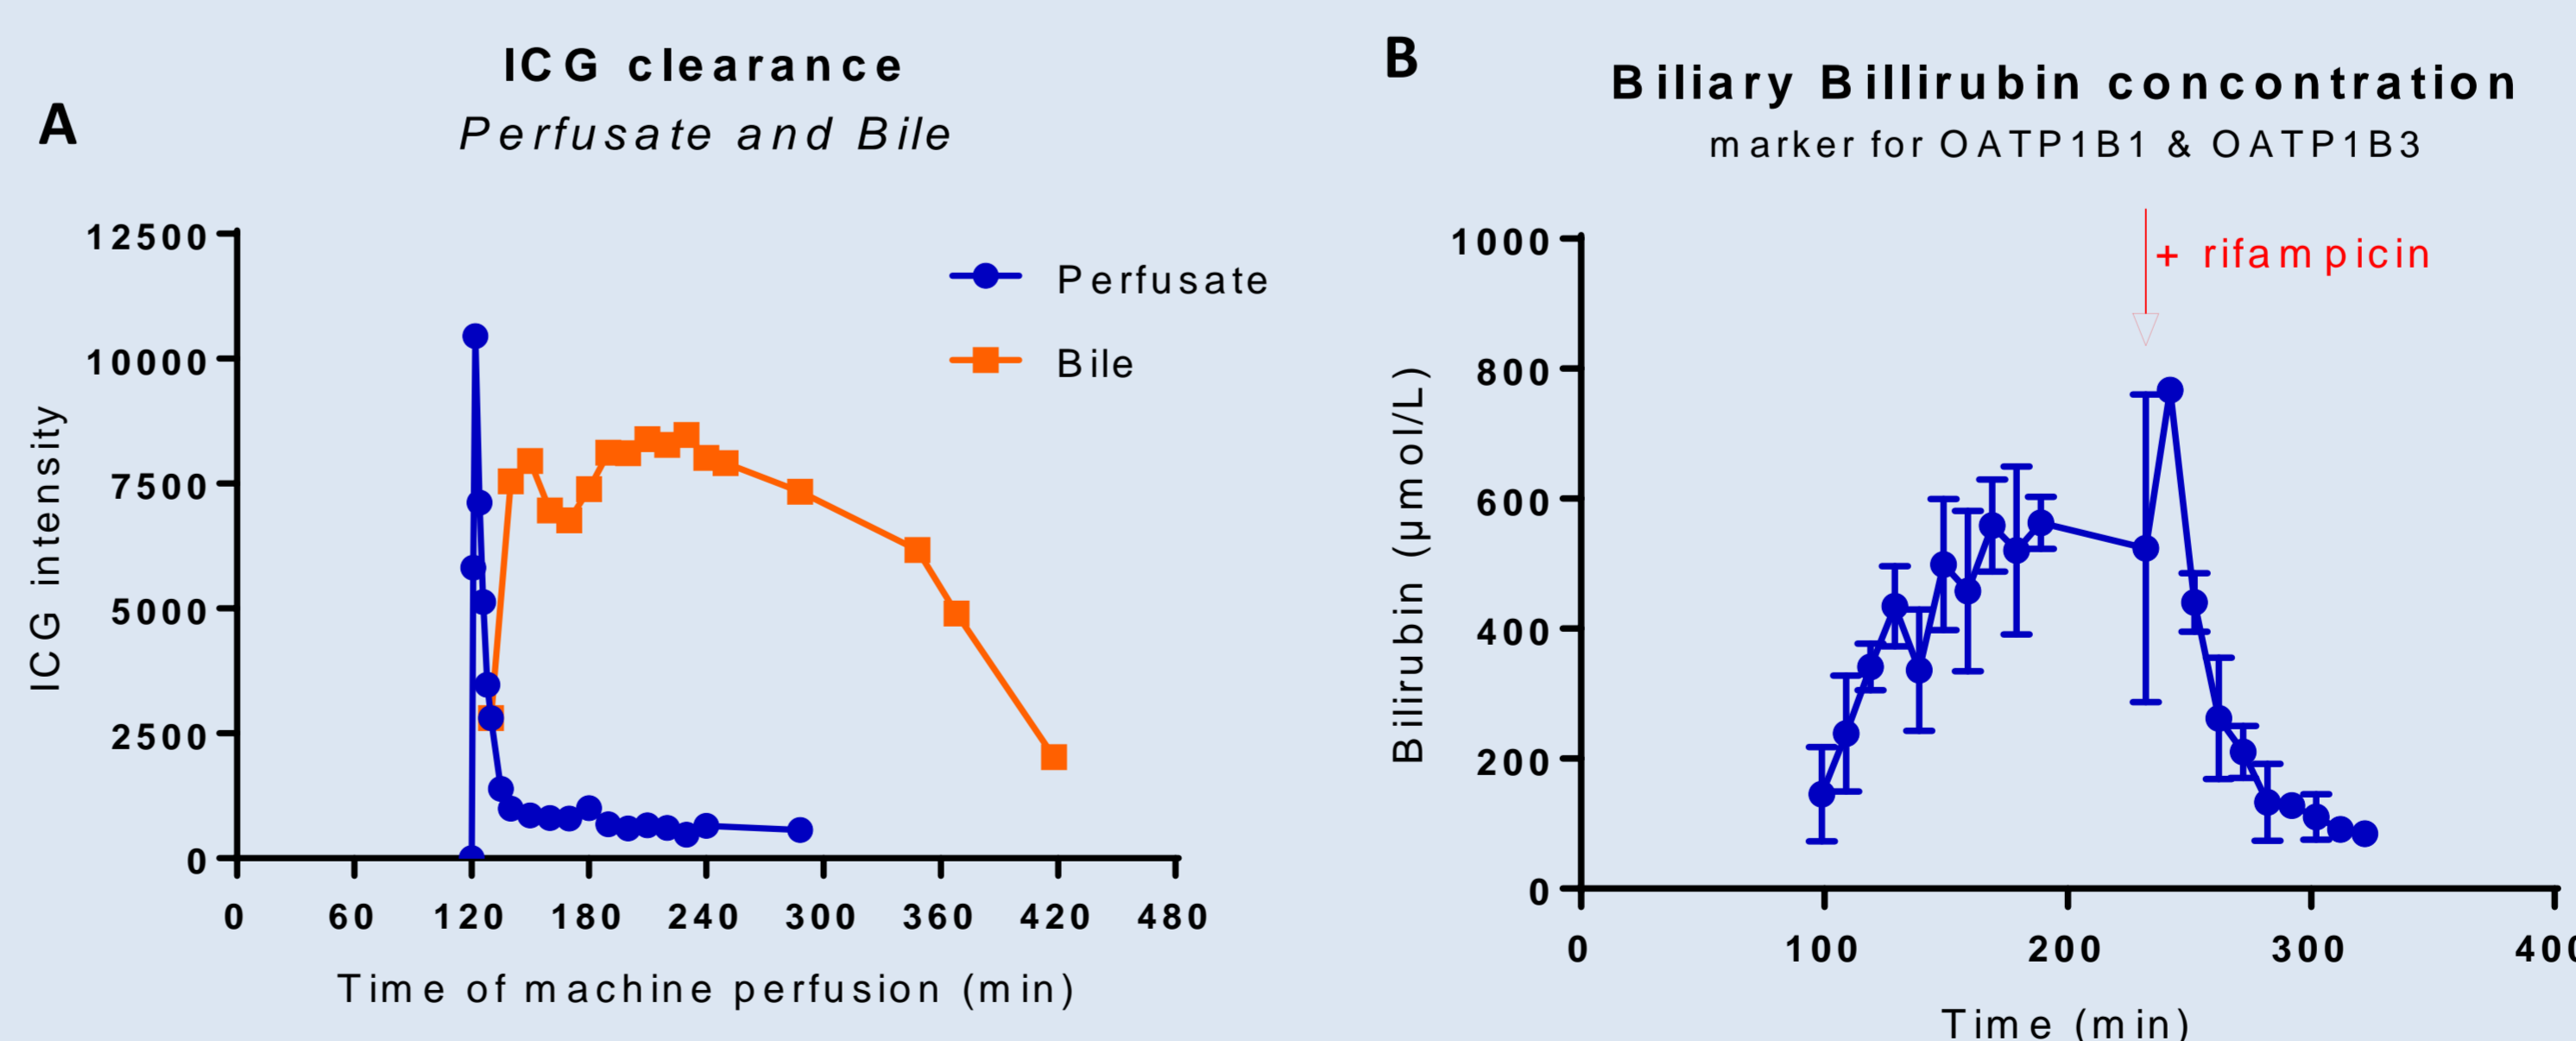 A
ICG clearance
Perfusate and Bile
12500
10000
7500
5000
2500
0
ICG intensity
Perfusate
Bile
0 60 120 180 240 300 360 420 480
Time of machine perfusion (min)
B
Biliary Billirubin concontration
marker for OATP1B1 & OATP1B3
+ rifampicin
1000
800
600
400
200
0
Bilirubin (µmol/L)
0 100 200 300 400
Time (min)